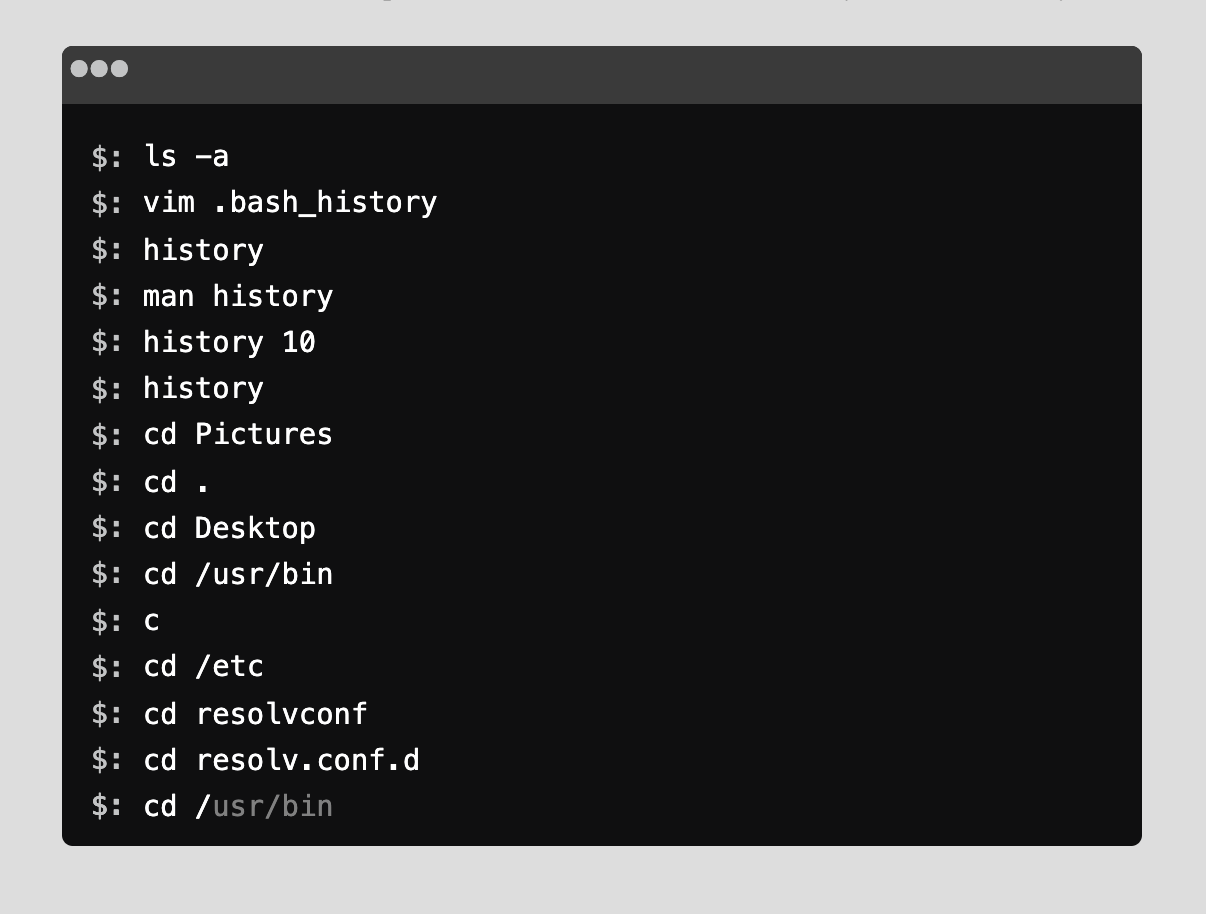 $: ls -a
$: vim .bash_history
$: history
$: man history
$: history 10
$: history
$: cd Pictures
$: cd .
$: cd Desktop
$: cd /usr/bin
$: c
$: cd /etc
$: cd resolvconf
$: cd resolv.conf.d
$: cd /usr/bin